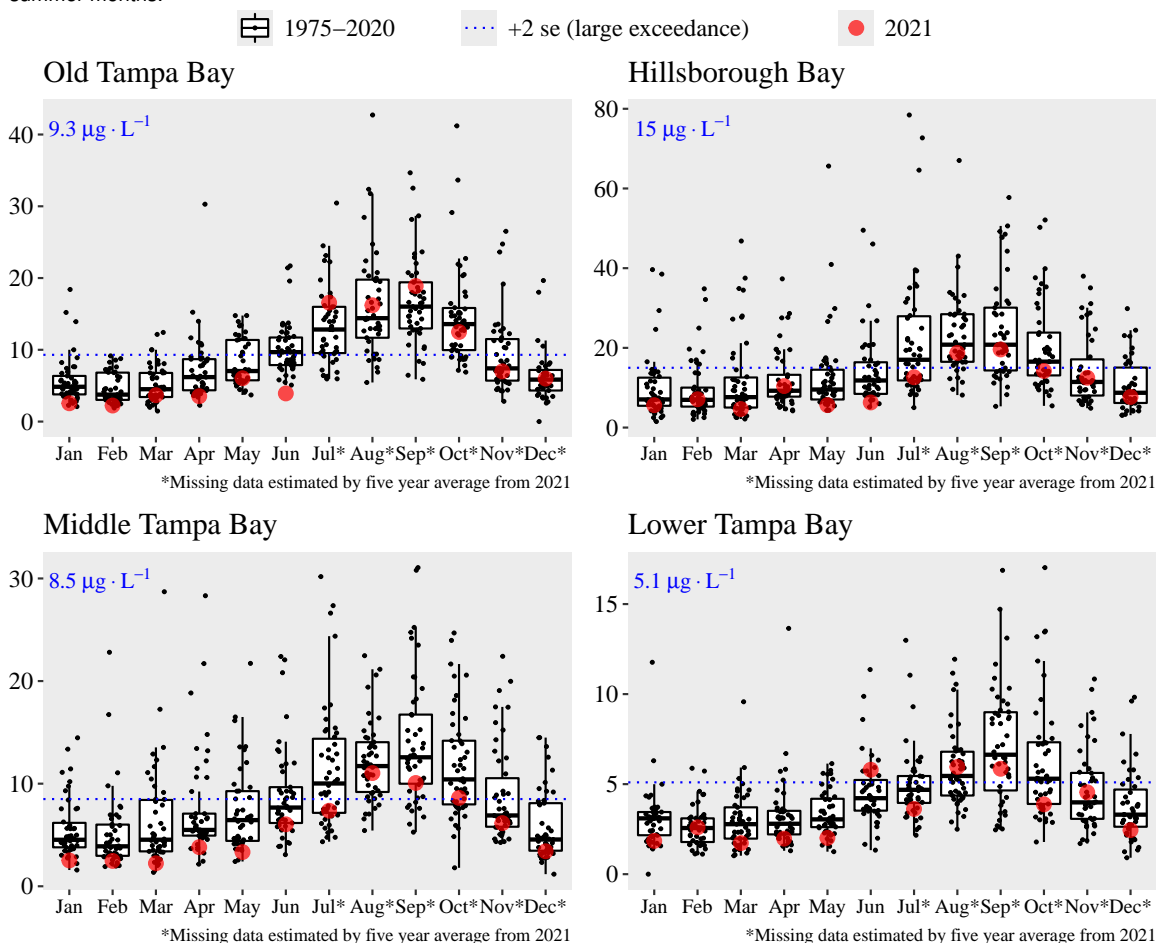 summer months.
1975−2020 +2 se (large exceedance) 2021
Old Tampa Bay
9.3 μg · L−1
40
30
20
10
0
Jan Feb Mar Apr May Jun Jul* Aug* Sep* Oct* Nov* Dec*
*Missing data estimated by five year average from 2021
Hillsborough Bay
15 μg · L−1
80
60
40
20
0
Jan Feb Mar Apr May Jun Jul* Aug* Sep* Oct* Nov* Dec*
*Missing data estimated by five year average from 2021
Middle Tampa Bay
8.5 μg · L−1
30
20
10
0
Jan Feb Mar Apr May Jun Jul* Aug* Sep* Oct* Nov* Dec*
*Missing data estimated by five year average from 2021
Lower Tampa Bay
5.1 μg · L−1
15
10
5
0
Jan Feb Mar Apr May Jun Jul* Aug* Sep* Oct* Nov* Dec*
*Missing data estimated by five year average from 2021